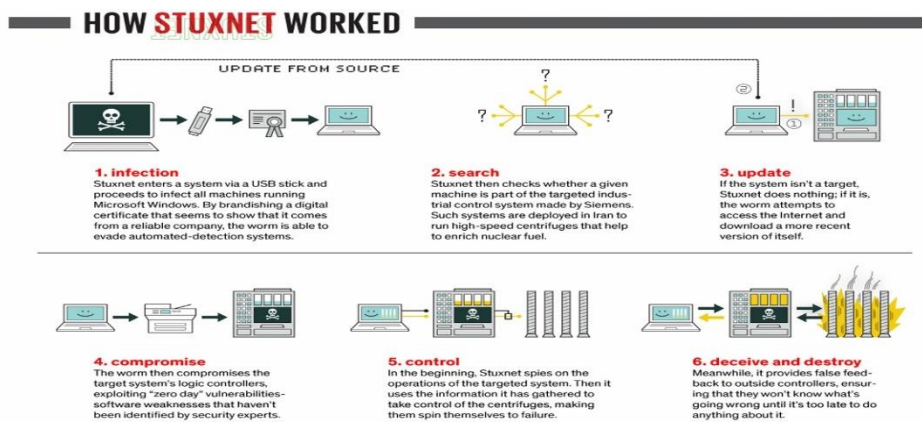 HOW STUXNET WORKED
UPDATE FROM SOURCE
?
? ?
②
!
①
1. infection
Stuxnet enters a system via a USB stick and
proceeds to infect all machines running
Microsoft Windows. By brandishing a digital
certificate that seems to show that it comes
from a reliable company, the worm is able to
evade automated-detection systems.
2. search
Stuxnet then checks whether a given
machine is part of the targeted indus-
trial control system made by Siemens.
Such systems are deployed in Iran to
run high-speed centrifuges that help
to enrich nuclear fuel.
3. update
If the system isn't a target,
Stuxnet does nothing; if it is,
the worm attempts to
access the Internet and
download a more recent
version of itself.
4. compromise
The worm then compromises the
target system's logic controllers,
exploiting "zero day" vulnerabilities-
software weaknesses that haven't
been identified by security experts.
5. control
In the beginning, Stuxnet spies on the
operations of the targeted system. Then it
uses the information it has gathered to
take control of the centrifuges, making
them spin themselves to failure.
6. deceive and destroy
Meanwhile, it provides false feed-
back to outside controllers, ensur-
ing that they won't know what's
going wrong until it's too late to do
anything about it.